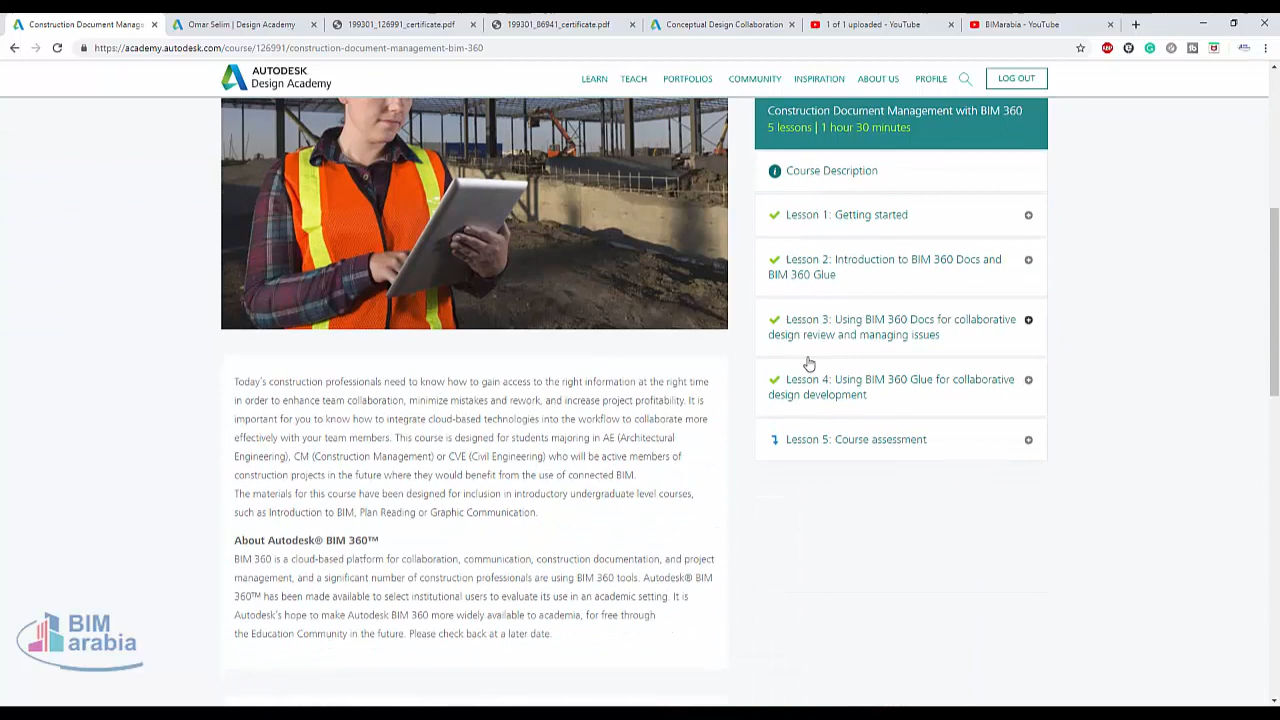 Construction Document Manag
Omar Selim | Design Academy
199301_126991_certificate.pdf
199301_86941_certificate.pdf
Conceptual Design Collaboration
1 of 1 uploaded - YouTube
BIMarabia - YouTube
https://academy.autodesk.com/course/126991/construction-document-management-bim-360
AUTODESK
Design Academy
LEARN TEACH PORTFOLIOS COMMUNITY INSPIRATION ABOUT US PROFILE LOG OUT
Construction Document Management with BIM 360
5 lessons | 1 hour 30 minutes
Course Description
Lesson 1: Getting started
Lesson 2: Introduction to BIM 360 Docs and
BIM 360 Glue
Lesson 3: Using BIM 360 Docs for collaborative
design review and managing issues
Lesson 4: Using BIM 360 Glue for collaborative
design development
Lesson 5: Course assessment
Today's construction professionals need to know how to gain access to the right information at the right time
in order to enhance team collaboration, minimize mistakes and rework, and increase project profitability. It is
important for you to know how to integrate cloud-based technologies into the workflow to collaborate more
effectively with your team members. This course is designed for students majoring in AE (Architectural
Engineering), CM (Construction Management) or CVE (Civil Engineering) who will be active members of
construction projects in the future where they would benefit from the use of connected BIM.
The materials for this course have been designed for inclusion in introductory undergraduate level courses,
such as Introduction to BIM, Plan Reading or Graphic Communication.
About Autodesk® BIM 360™
BIM 360 is a cloud-based platform for collaboration, communication, construction documentation, and project
management, and a significant number of construction professionals are using BIM 360 tools. Autodesk® BIM
360™ has been made available to select institutional users to evaluate its use in an academic setting. It is
Autodesk's hope to make Autodesk BIM 360 more widely available to academia, for free through
the Education Community in the future. Please check back at a later date.
BIM
arabia